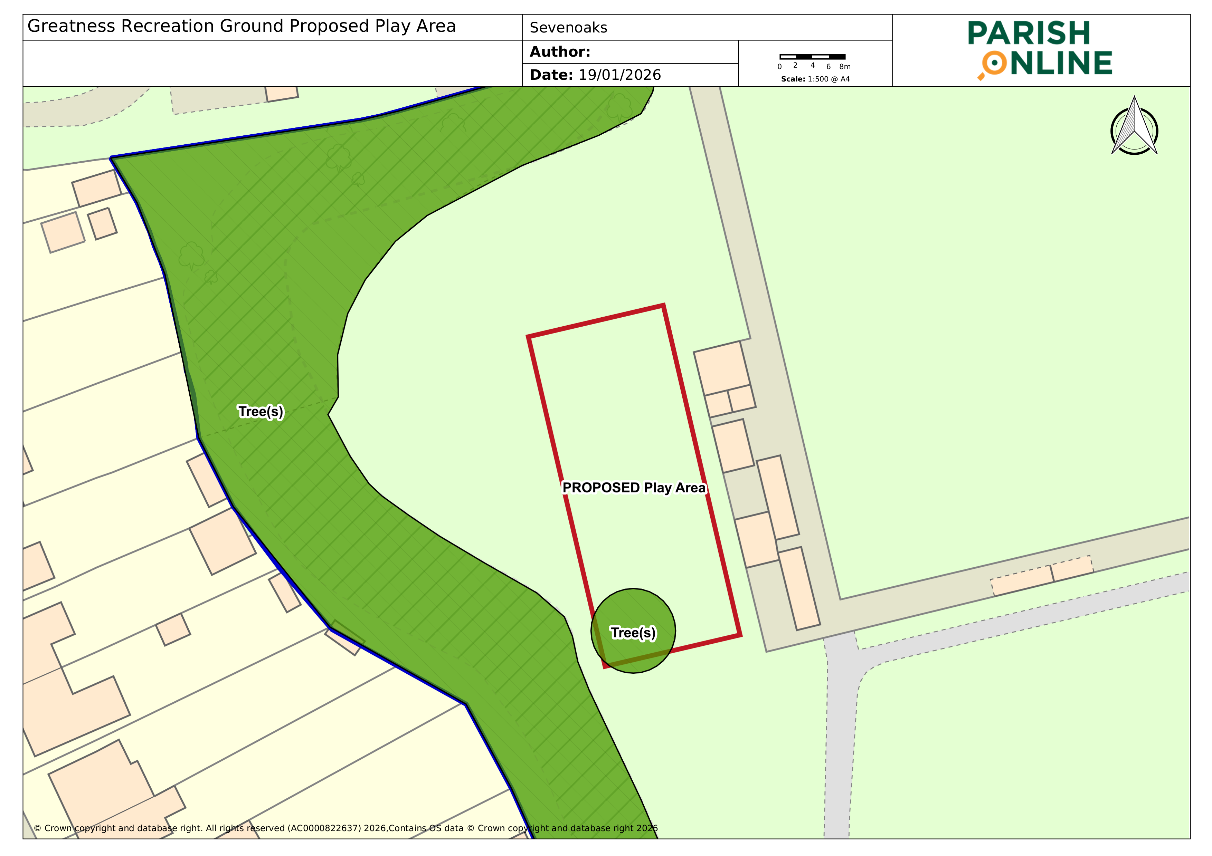 Greatness Recreation Ground Proposed Play Area
Sevenoaks
Author:
Date: 19/01/2026
0 2 4 6 8m
Scale: 1:500 @ A4
PARISH
ONLINE
Tree(s)
PROPOSED Play Area
Tree(s)
© Crown copyright and database right. All rights reserved (AC0000822637) 2026,Contains OS data © Crown copyright and database right 2025